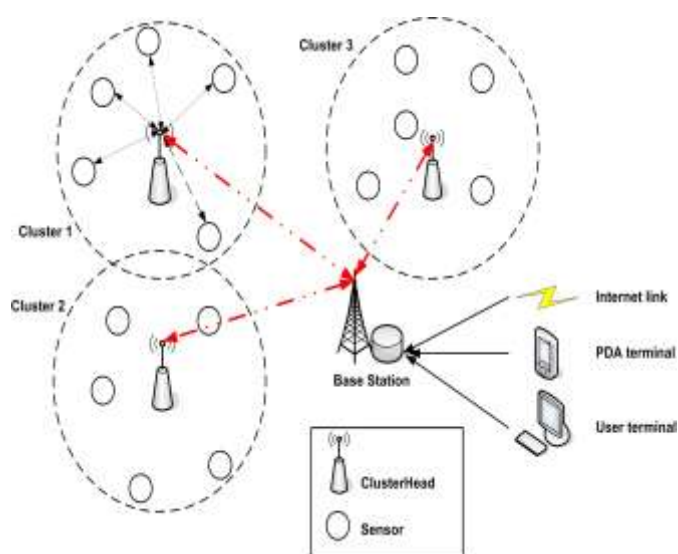 Cluster 3
Cluster 1
Cluster 2
Internet link
PDA terminal
Base Station
User terminal
ClusterHead
Sensor